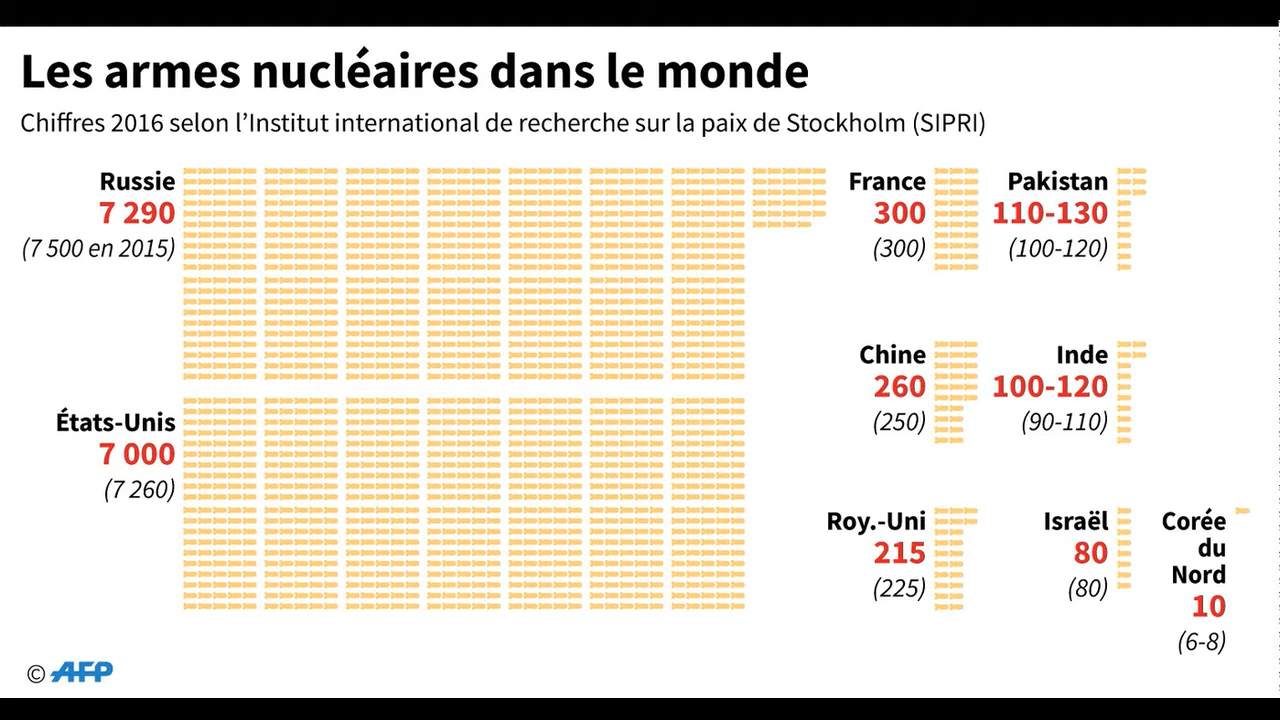 Les armes nucléaires dans le monde
Chiffres 2016 selon l’Institut international de recherche sur la paix de Stockholm (SIPRI)
Russie
7 290
(7 500 en 2015)
États-Unis
7 000
(7 260)
France
300
(300)
Pakistan
110-130
(100-120)
Chine
260
(250)
Inde
100-120
(90-110)
Roy.-Uni
215
(225)
Israël
80
(80)
Corée
du
Nord
10
(6-8)
© AFP